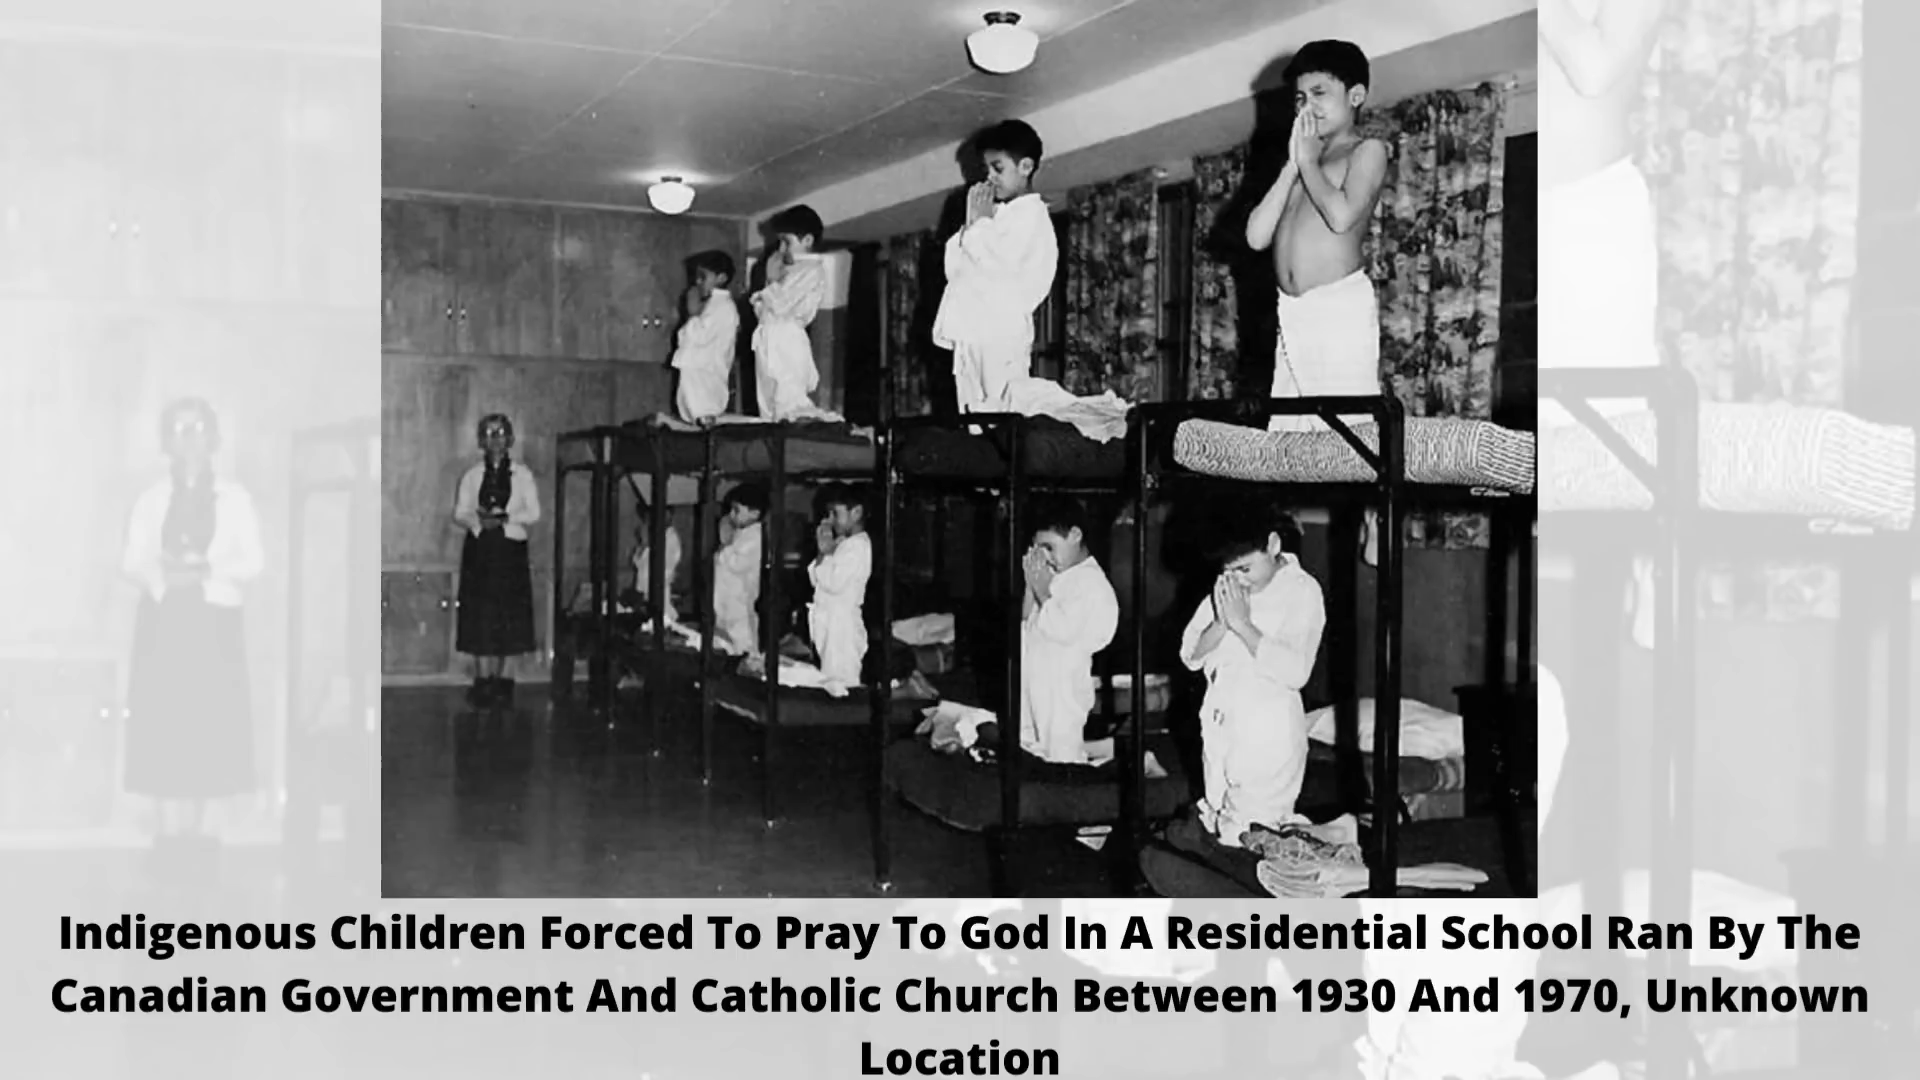 Indigenous Children Forced To Pray To God In A Residential School Ran By The
Canadian Government And Catholic Church Between 1930 And 1970, Unknown
Location